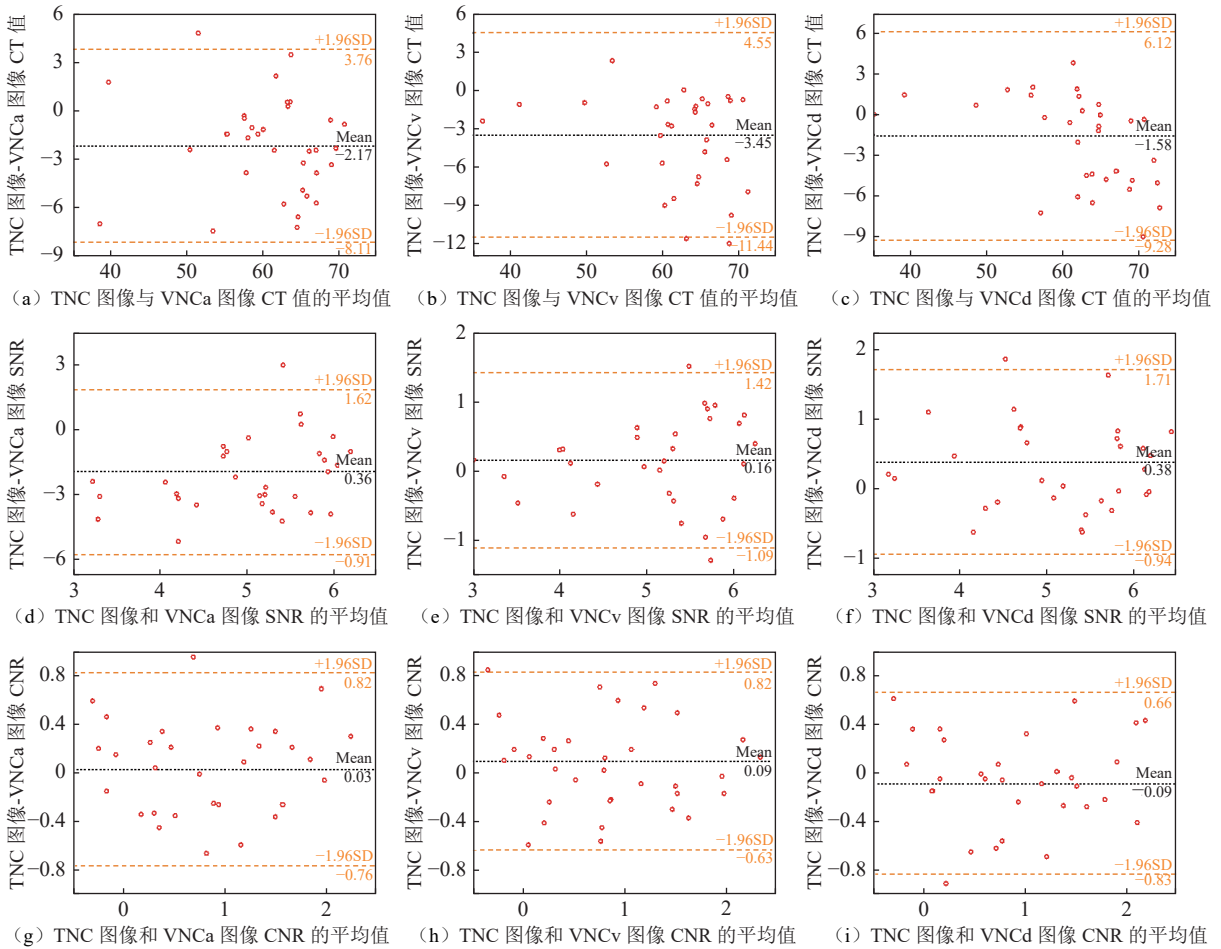 TNC 图像-VNCa 图像 CT 值
6
3
0
−3
−6
−9
+1.96SD
3.76
Mean
−2.17
−1.96SD
−8.11
40
50
60
70
(a)TNC 图像与 VNCa 图像 CT 值的平均值
TNC 图像-VNCv 图像 CT 值
6
3
0
−3
−6
−9
−12
+1.96SD
4.55
Mean
−3.45
−1.96SD
−11.44
40
50
60
70
(b)TNC 图像与 VNCv 图像 CT 值的平均值
TNC 图像-VNCd 图像 CT 值
6
3
0
−3
−6
−9
+1.96SD
6.12
Mean
−1.58
−1.96SD
−9.28
40
50
60
70
(c)TNC 图像与 VNCd 图像 CT 值的平均值
TNC 图像-VNCa 图像 SNR
3
0
−3
−6
+1.96SD
1.62
Mean
0.36
−1.96SD
−0.91
3
4
5
6
(d)TNC 图像和 VNCa 图像 SNR 的平均值
TNC 图像-VNCv 图像 SNR
2
1
0
−1
+1.96SD
1.42
Mean
0.16
−1.96SD
−1.09
3
4
5
6
(e)TNC 图像和 VNCv 图像 SNR 的平均值
TNC 图像-VNCd 图像 SNR
2
1
0
−1
+1.96SD
1.71
Mean
0.38
−1.96SD
−0.94
3
4
5
6
(f)TNC 图像和 VNCd 图像 SNR 的平均值
TNC 图像-VNCa 图像 CNR
0.8
0.4
0
−0.4
−0.8
+1.96SD
0.82
Mean
0.03
−1.96SD
−0.76
0
1
2
(g)TNC 图像和 VNCa 图像 CNR 的平均值
TNC 图像-VNCv 图像 CNR
0.8
0.4
0
−0.4
−0.8
+1.96SD
0.82
Mean
0.09
−1.96SD
−0.63
0
1
2
(h)TNC 图像和 VNCv 图像 CNR 的平均值
TNC 图像-VNCd 图像 CNR
0.8
0.4
0
−0.4
−0.8
+1.96SD
0.66
Mean
−0.09
−1.96SD
−0.83
0
1
2
(i)TNC 图像和 VNCd 图像 CNR 的平均值